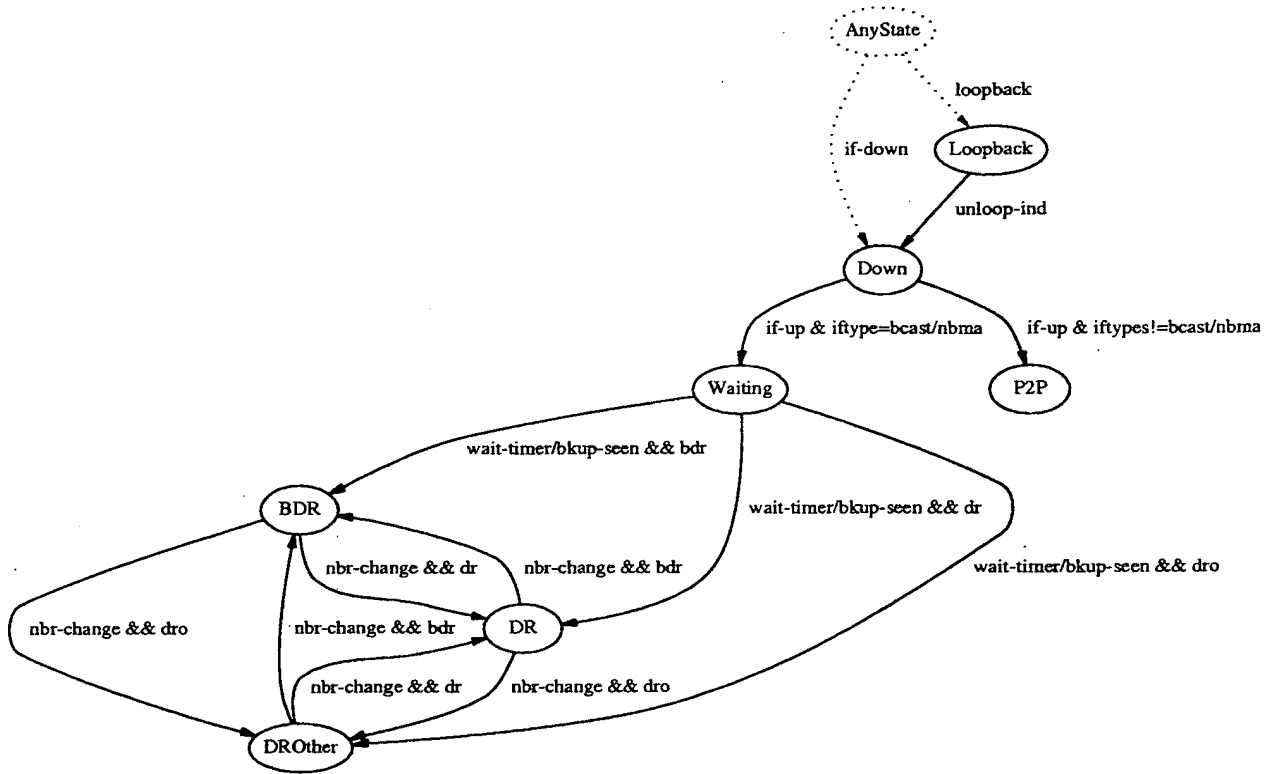 AnyState
loopback
if-down
Loopback
unloop-ind
Down
if-up & iftype=bcast/nbma
if-up & iftypes!=bcast/nbma
Waiting
P2P
wait-timer/bkup-seen && bdr
BDR
wait-timer/bkup-seen && dr
nbr-change && dr
nbr-change && bdr
wait-timer/bkup-seen && dro
nbr-change && dro
nbr-change && bdr
DR
nbr-change && dr
nbr-change && dro
DROther